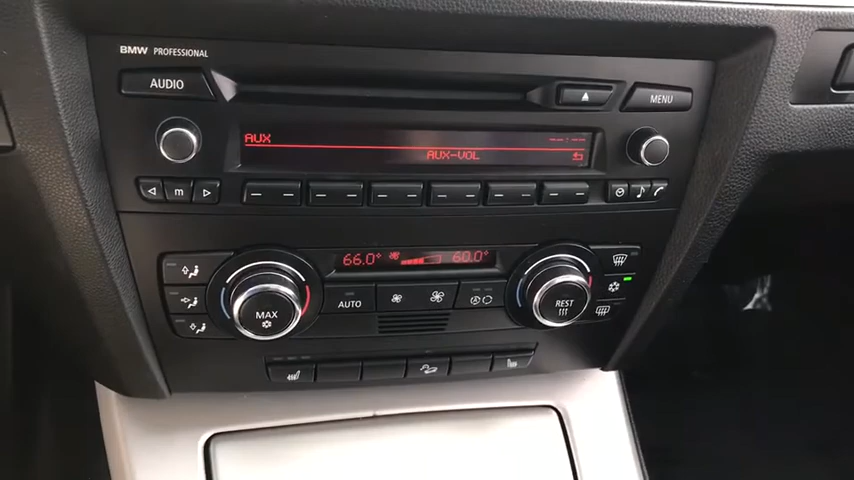 BMW PROFESSIONAL
AUDIO
MENU
AUX
AUX-VOL
m
66.0° 60.0°
AUTO
MAX
REST